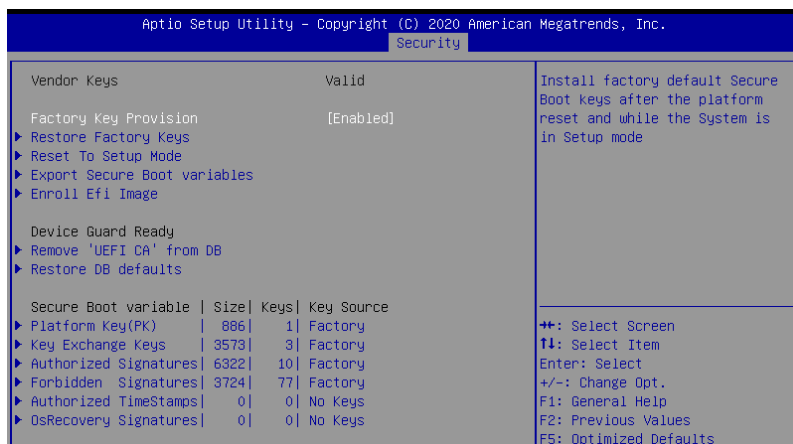 Aptio Setup Utility – Copyright (C) 2020 American Megatrends, Inc.
Security
Vendor Keys Valid
Factory Key Provision [Enabled]
Restore Factory Keys
Reset To Setup Mode
Export Secure Boot variables
Enroll Efi Image
Device Guard Ready
Remove 'UEFI CA' from DB
Restore DB defaults
Secure Boot variable | Size| Keys| Key Source
Platform Key(PK) | 886| 1| Factory
Key Exchange Keys | 3573| 3| Factory
Authorized Signatures| 6322| 10| Factory
Forbidden Signatures| 3724| 77| Factory
Authorized TimeStamps| 0| 0| No Keys
OsRecovery Signatures| 0| 0| No Keys
Install factory default Secure
Boot keys after the platform
reset and while the System is
in Setup mode
→←: Select Screen
↑↓: Select Item
Enter: Select
+/-: Change Opt.
F1: General Help
F2: Previous Values
F5: Optimized Defaults